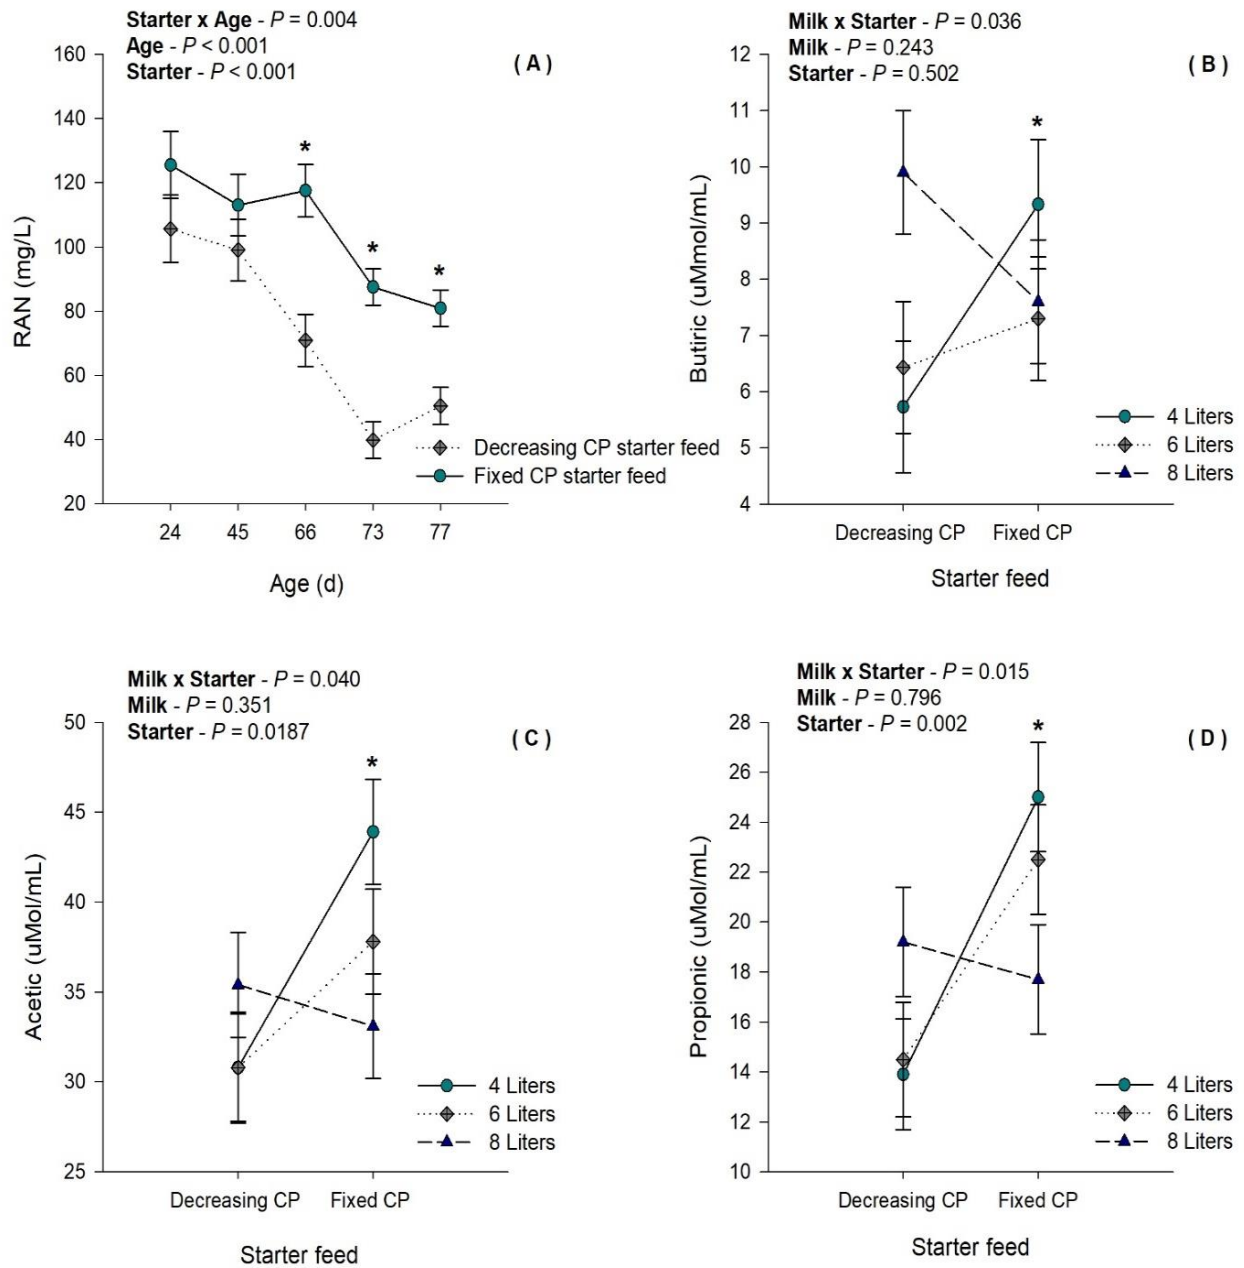 Starter x Age - P = 0.004
Age - P < 0.001
Starter - P < 0.001
( A )
160
140
120
100
80
60
40
20
RAN (mg/L)
*
*
*
Decreasing CP starter feed
Fixed CP starter feed
24 45 66 73 77
Age (d)
Milk x Starter - P = 0.036
Milk - P = 0.243
Starter - P = 0.502
( B )
12
11
10
9
8
7
6
5
4
Butiric (uMmol/mL)
*
4 Liters
6 Liters
8 Liters
Decreasing CP Fixed CP
Starter feed
Milk x Starter - P = 0.040
Milk - P = 0.351
Starter - P = 0.0187
( C )
50
45
40
35
30
25
Acetic (uMol/mL)
*
4 Liters
6 Liters
8 Liters
Decreasing CP Fixed CP
Starter feed
Milk x Starter - P = 0.015
Milk - P = 0.796
Starter - P = 0.002
( D )
28
26
24
22
20
18
16
14
12
10
Propionic (uMol/mL)
*
4 Liters
6 Liters
8 Liters
Decreasing CP Fixed CP
Starter feed